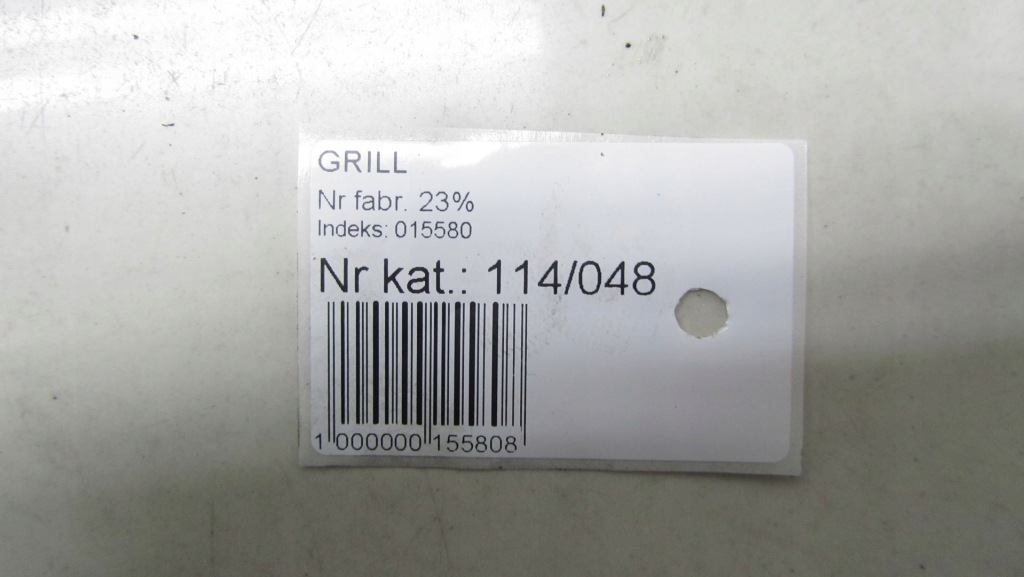 GRILL
Nr fabr. 23%
Indeks: 015580
Nr kat.: 114/048
1 000000 155808